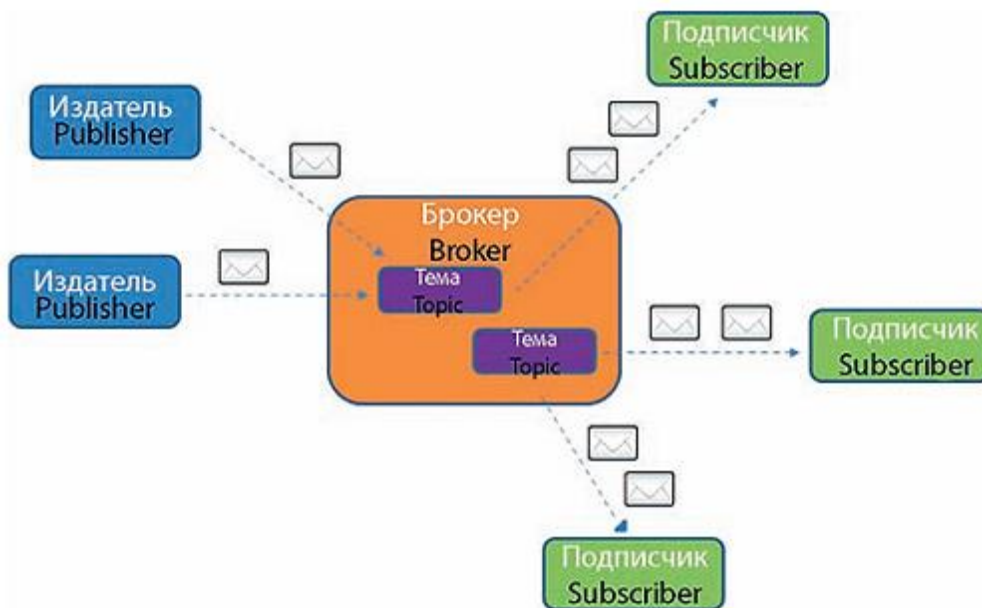 Подписчик
Subscriber
Издатель
Publisher
Брокер
Broker
Издатель
Publisher
Тема
Topic
Тема
Topic
Подписчик
Subscriber
Подписчик
Subscriber